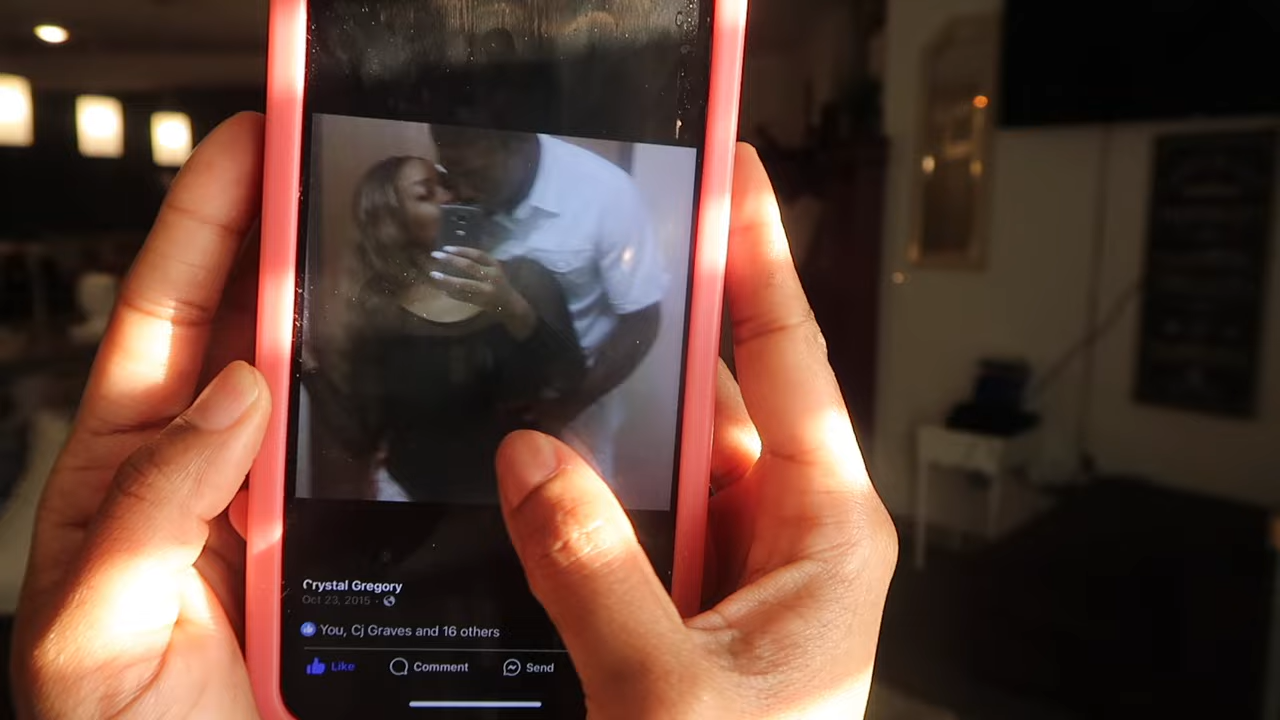 Crystal Gregory
Oct 23, 2015 ·
You, Cj Graves and 16 others
Like Comment Send